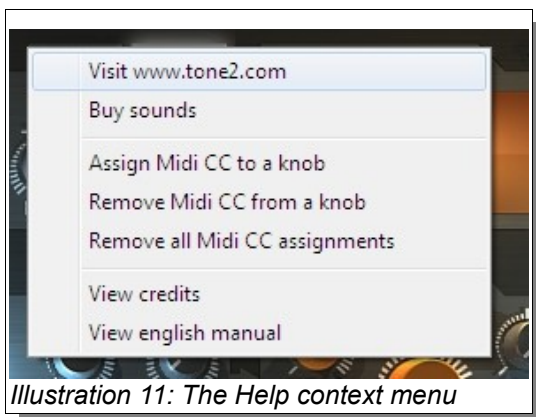 Visit www.tone2.com
Buy sounds
Assign Midi CC to a knob
Remove Midi CC from a knob
Remove all Midi CC assignments
View credits
View english manual
Illustration 11: The Help context menu